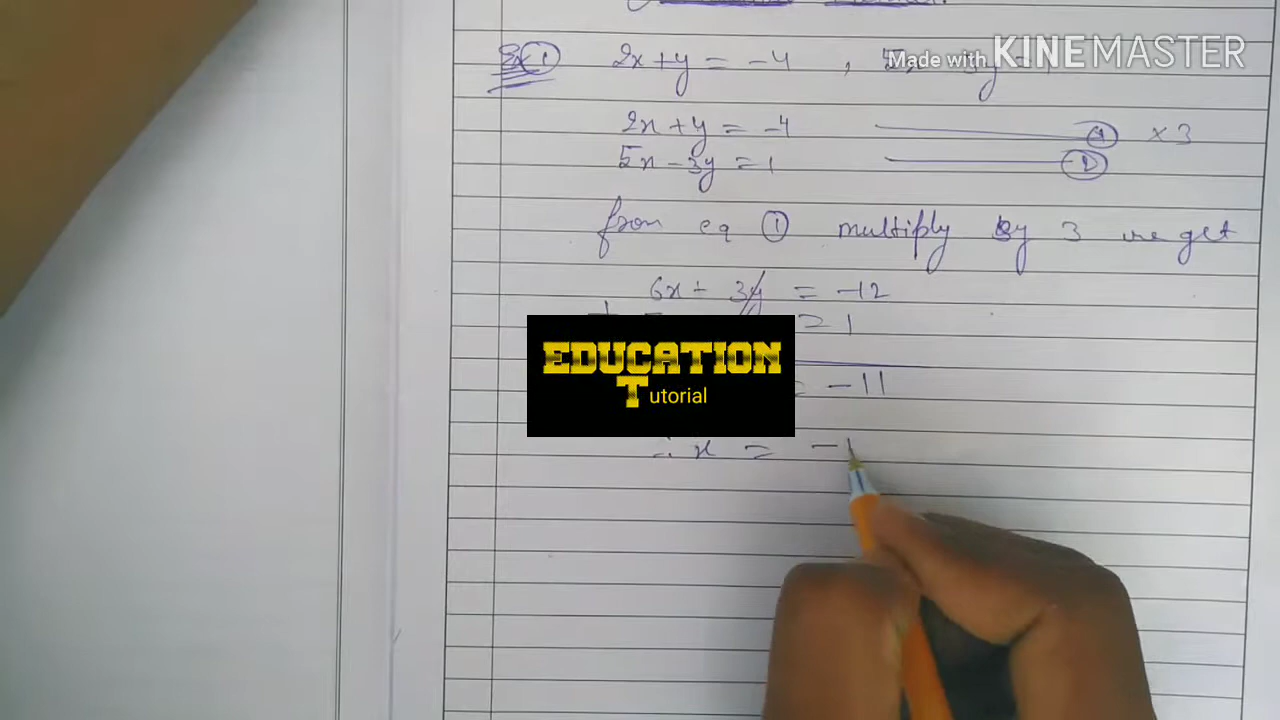 Ex ① 2x + y = -4 ,
Made with KINEMASTER
2x + y = -4 ① × 3
5x - 3y = 1 ②
from eq ① multiply by 3 we get
6x + 3y = -12
= 1
EDUCATION
= -11
Tutorial
∴ x = -1